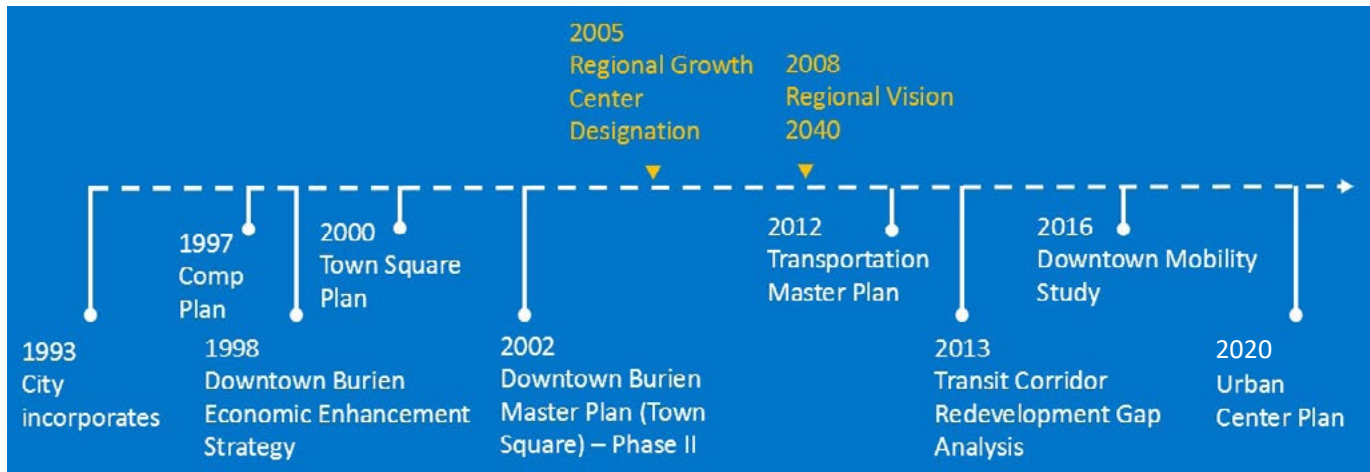 2005
Regional Growth
Center
Designation
2008
Regional Vision
2040
1993
City
incorporates
1997
Comp
Plan
1998
Downtown Burien
Economic Enhancement
Strategy
2000
Town Square
Plan
2002
Downtown Burien
Master Plan (Town
Square) – Phase II
2012
Transportation
Master Plan
2013
Transit Corridor
Redevelopment Gap
Analysis
2016
Downtown Mobility
Study
2020
Urban
Center Plan